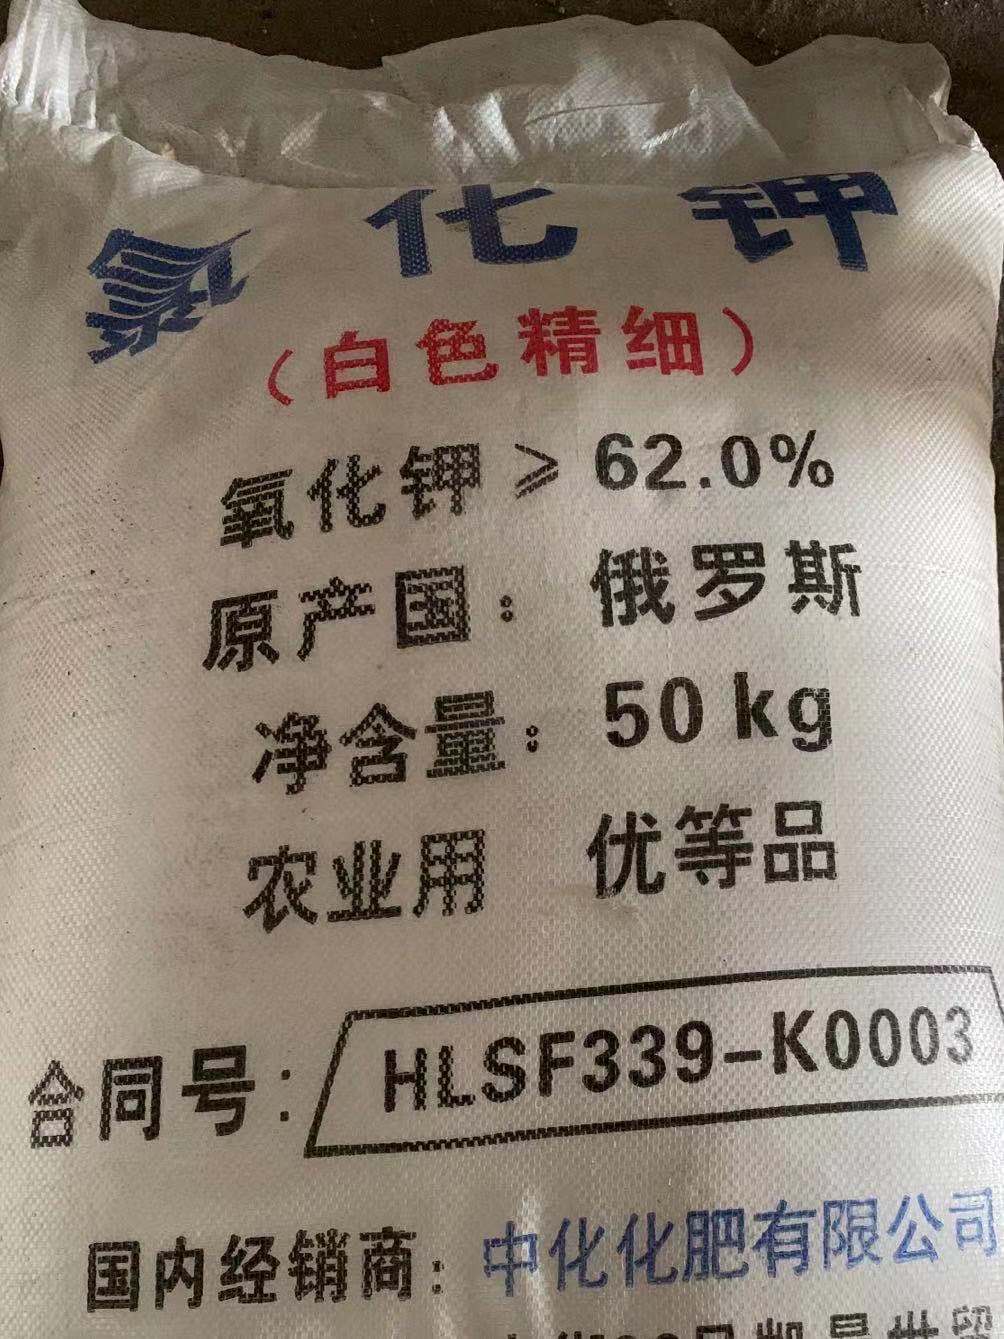 氯化钾
（白色精细）
氧化钾≥62.0%
原产国：俄罗斯
净含量：50kg
农业用 优等品
合同号：HLSF339-K0003
国内经销商：中化化肥有限公司